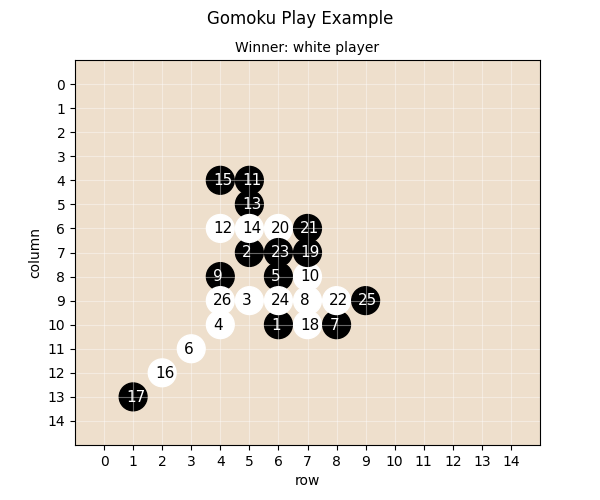 Gomoku Play Example
Winner: white player
0
1
2
3
4 15 11
5 13
6 12 14 20 21
7 2 23 19
8 9 5 10
9 26 3 24 8 22 25
10 4 1 18 7
11 6
12 16
13 17
14
0 1 2 3 4 5 6 7 8 9 10 11 12 13 14
row
column